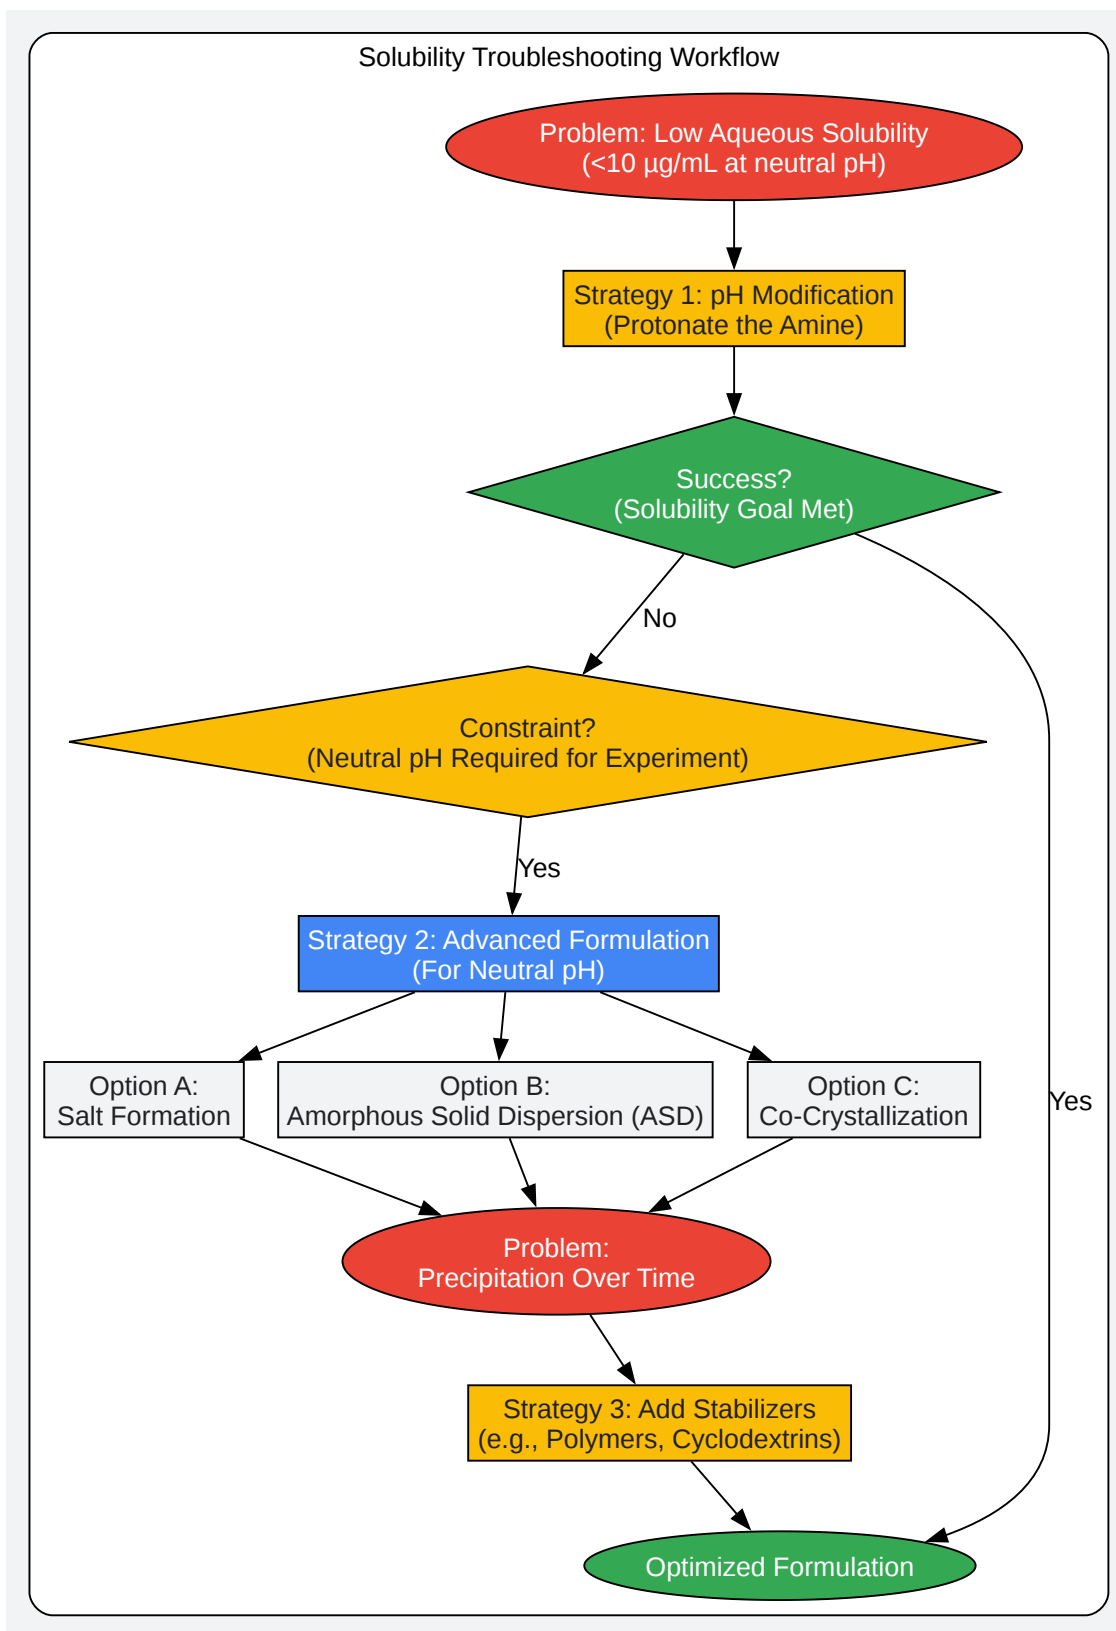 Solubility Troubleshooting Workflow
Problem: Low Aqueous Solubility
(<10 µg/mL at neutral pH)
Strategy 1: pH Modification
(Protonate the Amine)
Success?
(Solubility Goal Met)
No
Constraint?
(Neutral pH Required for Experiment)
Yes
Strategy 2: Advanced Formulation
(For Neutral pH)
Option A:
Salt Formation
Option B:
Amorphous Solid Dispersion (ASD)
Option C:
Co-Crystallization
Yes
Problem:
Precipitation Over Time
Strategy 3: Add Stabilizers
(e.g., Polymers, Cyclodextrins)
Optimized Formulation